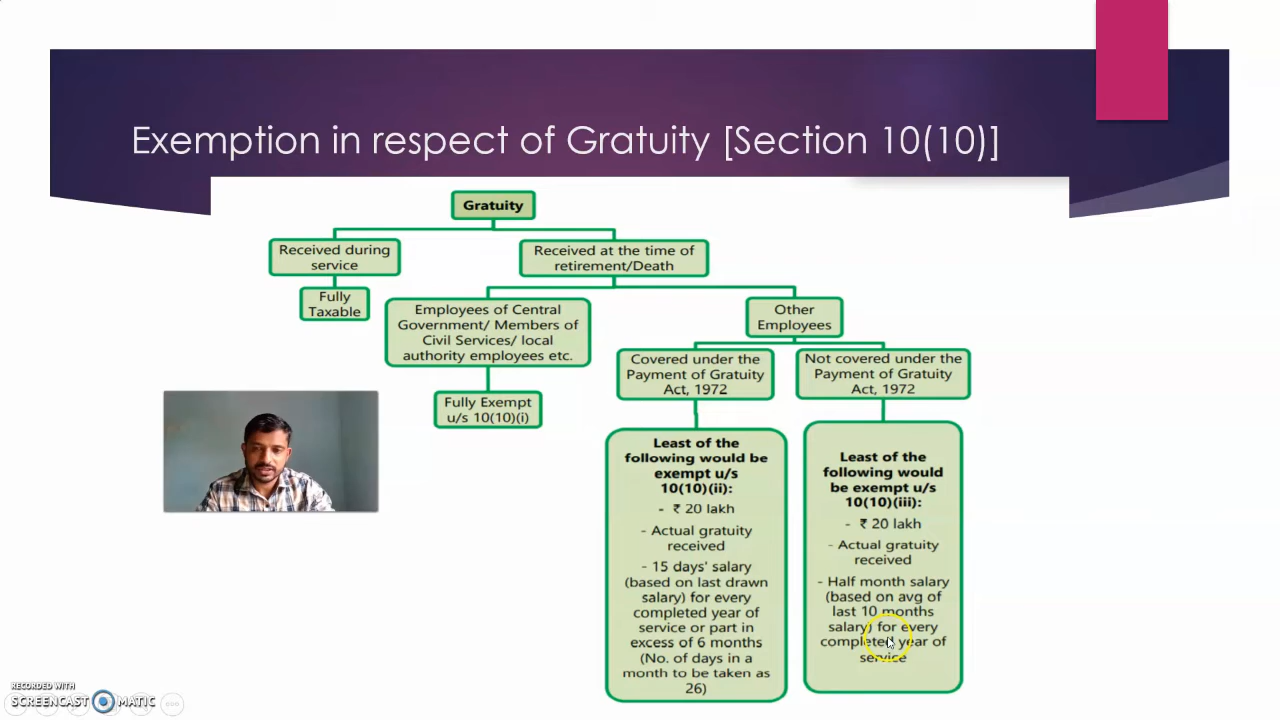 Exemption in respect of Gratuity [Section 10(10)]
Gratuity
Received during
service
Fully
Taxable
Received at the time of
retirement/Death
Employees of Central
Government/ Members of
Civil Services/ local
authority employees etc.
Fully Exempt
u/s 10(10)(i)
Other
Employees
Covered under the
Payment of Gratuity
Act, 1972
Least of the
following would be
exempt u/s
10(10)(ii):
- ₹ 20 lakh
- Actual gratuity
received
- 15 days' salary
(based on last drawn
salary) for every
completed year of
service or part in
excess of 6 months
(No. of days in a
month to be taken as
26)
Not covered under the
Payment of Gratuity
Act, 1972
Least of the
following would
be exempt u/s
10(10)(iii):
- ₹ 20 lakh
- Actual gratuity
received
- Half month salary
(based on avg of
last 10 months
salary) for every
completed year of
service
RECORDED WITH
SCREENCAST MATIC